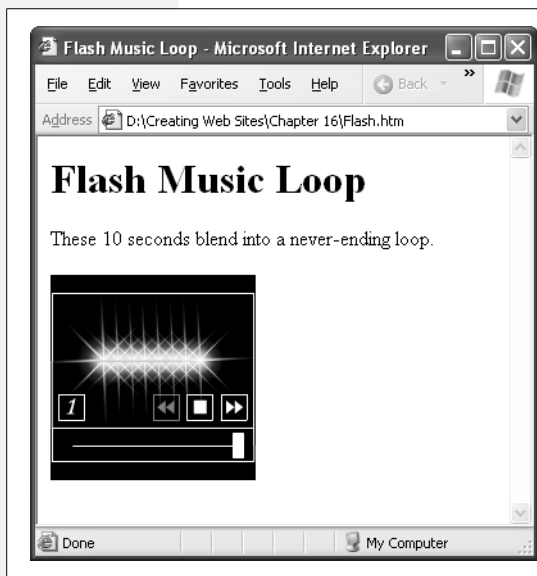 Flash Music Loop - Microsoft Internet Explorer
File Edit View Favorites Tools Help Back »
Address D:\Creating Web Sites\Chapter 16\Flash.htm
Flash Music Loop
These 10 seconds blend into a never-ending loop.
1
Done My Computer